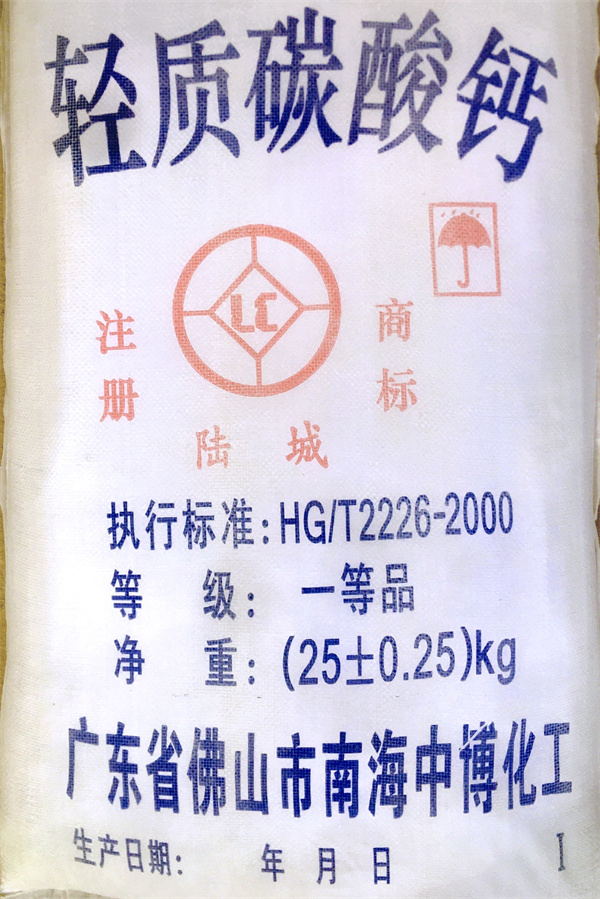 轻质碳酸钙
LC
注册 商标
陆城
执行标准:HG/T2226-2000
等 级: 一等品
净 重:(25±0.25)kg
广东省佛山市南海中博化工
生产日期: 年 月 日 I